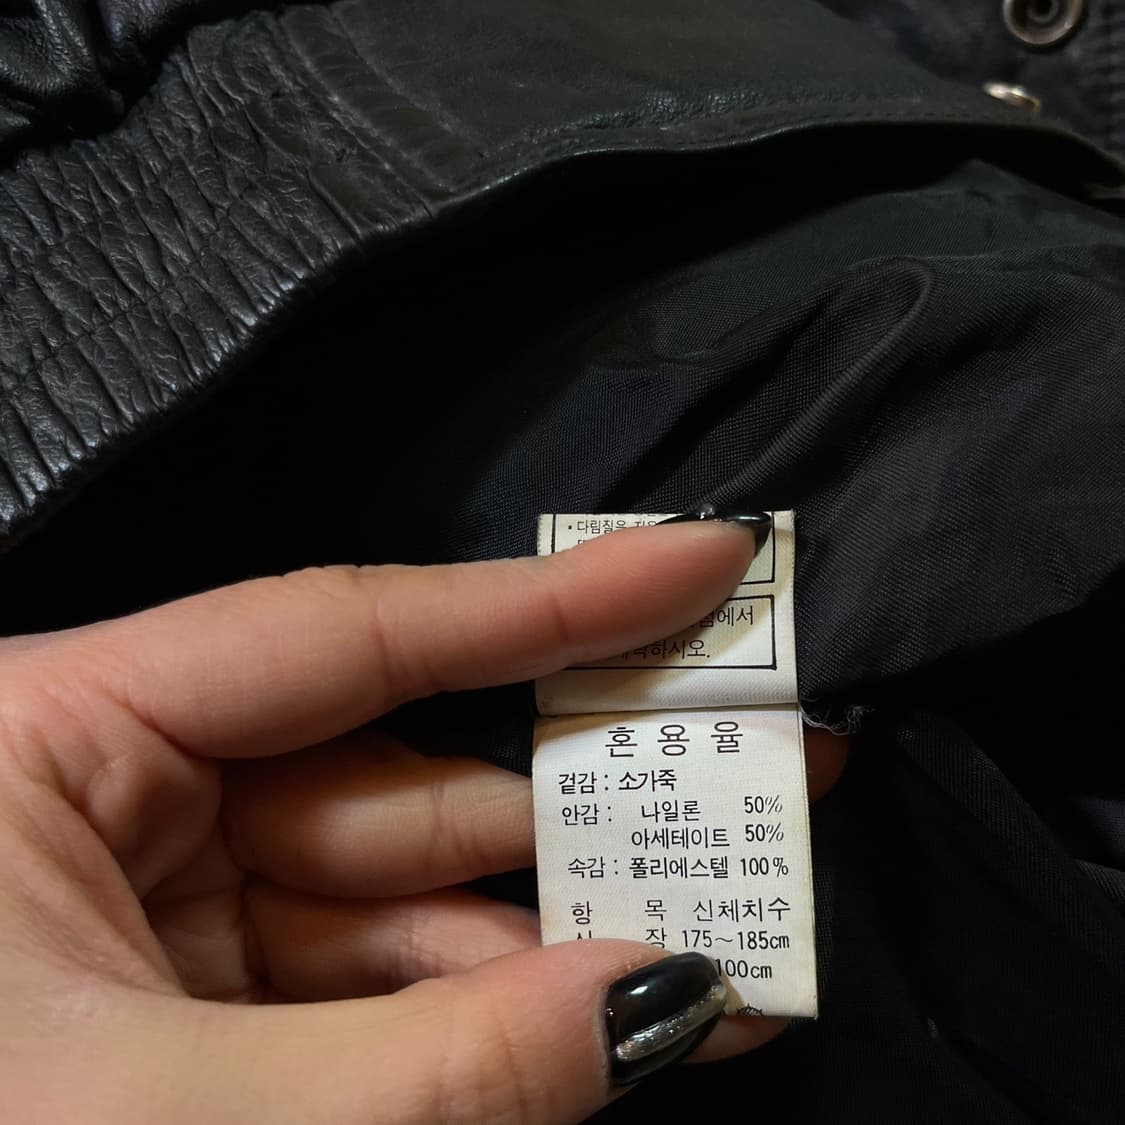 • 다림질은
에서
하시오.
혼용율
겉감 : 소가죽
안감 : 나일론 50%
아세테이트 50%
속감 : 폴리에스텔 100%
항 목 신체치수
장 175~185cm
100cm